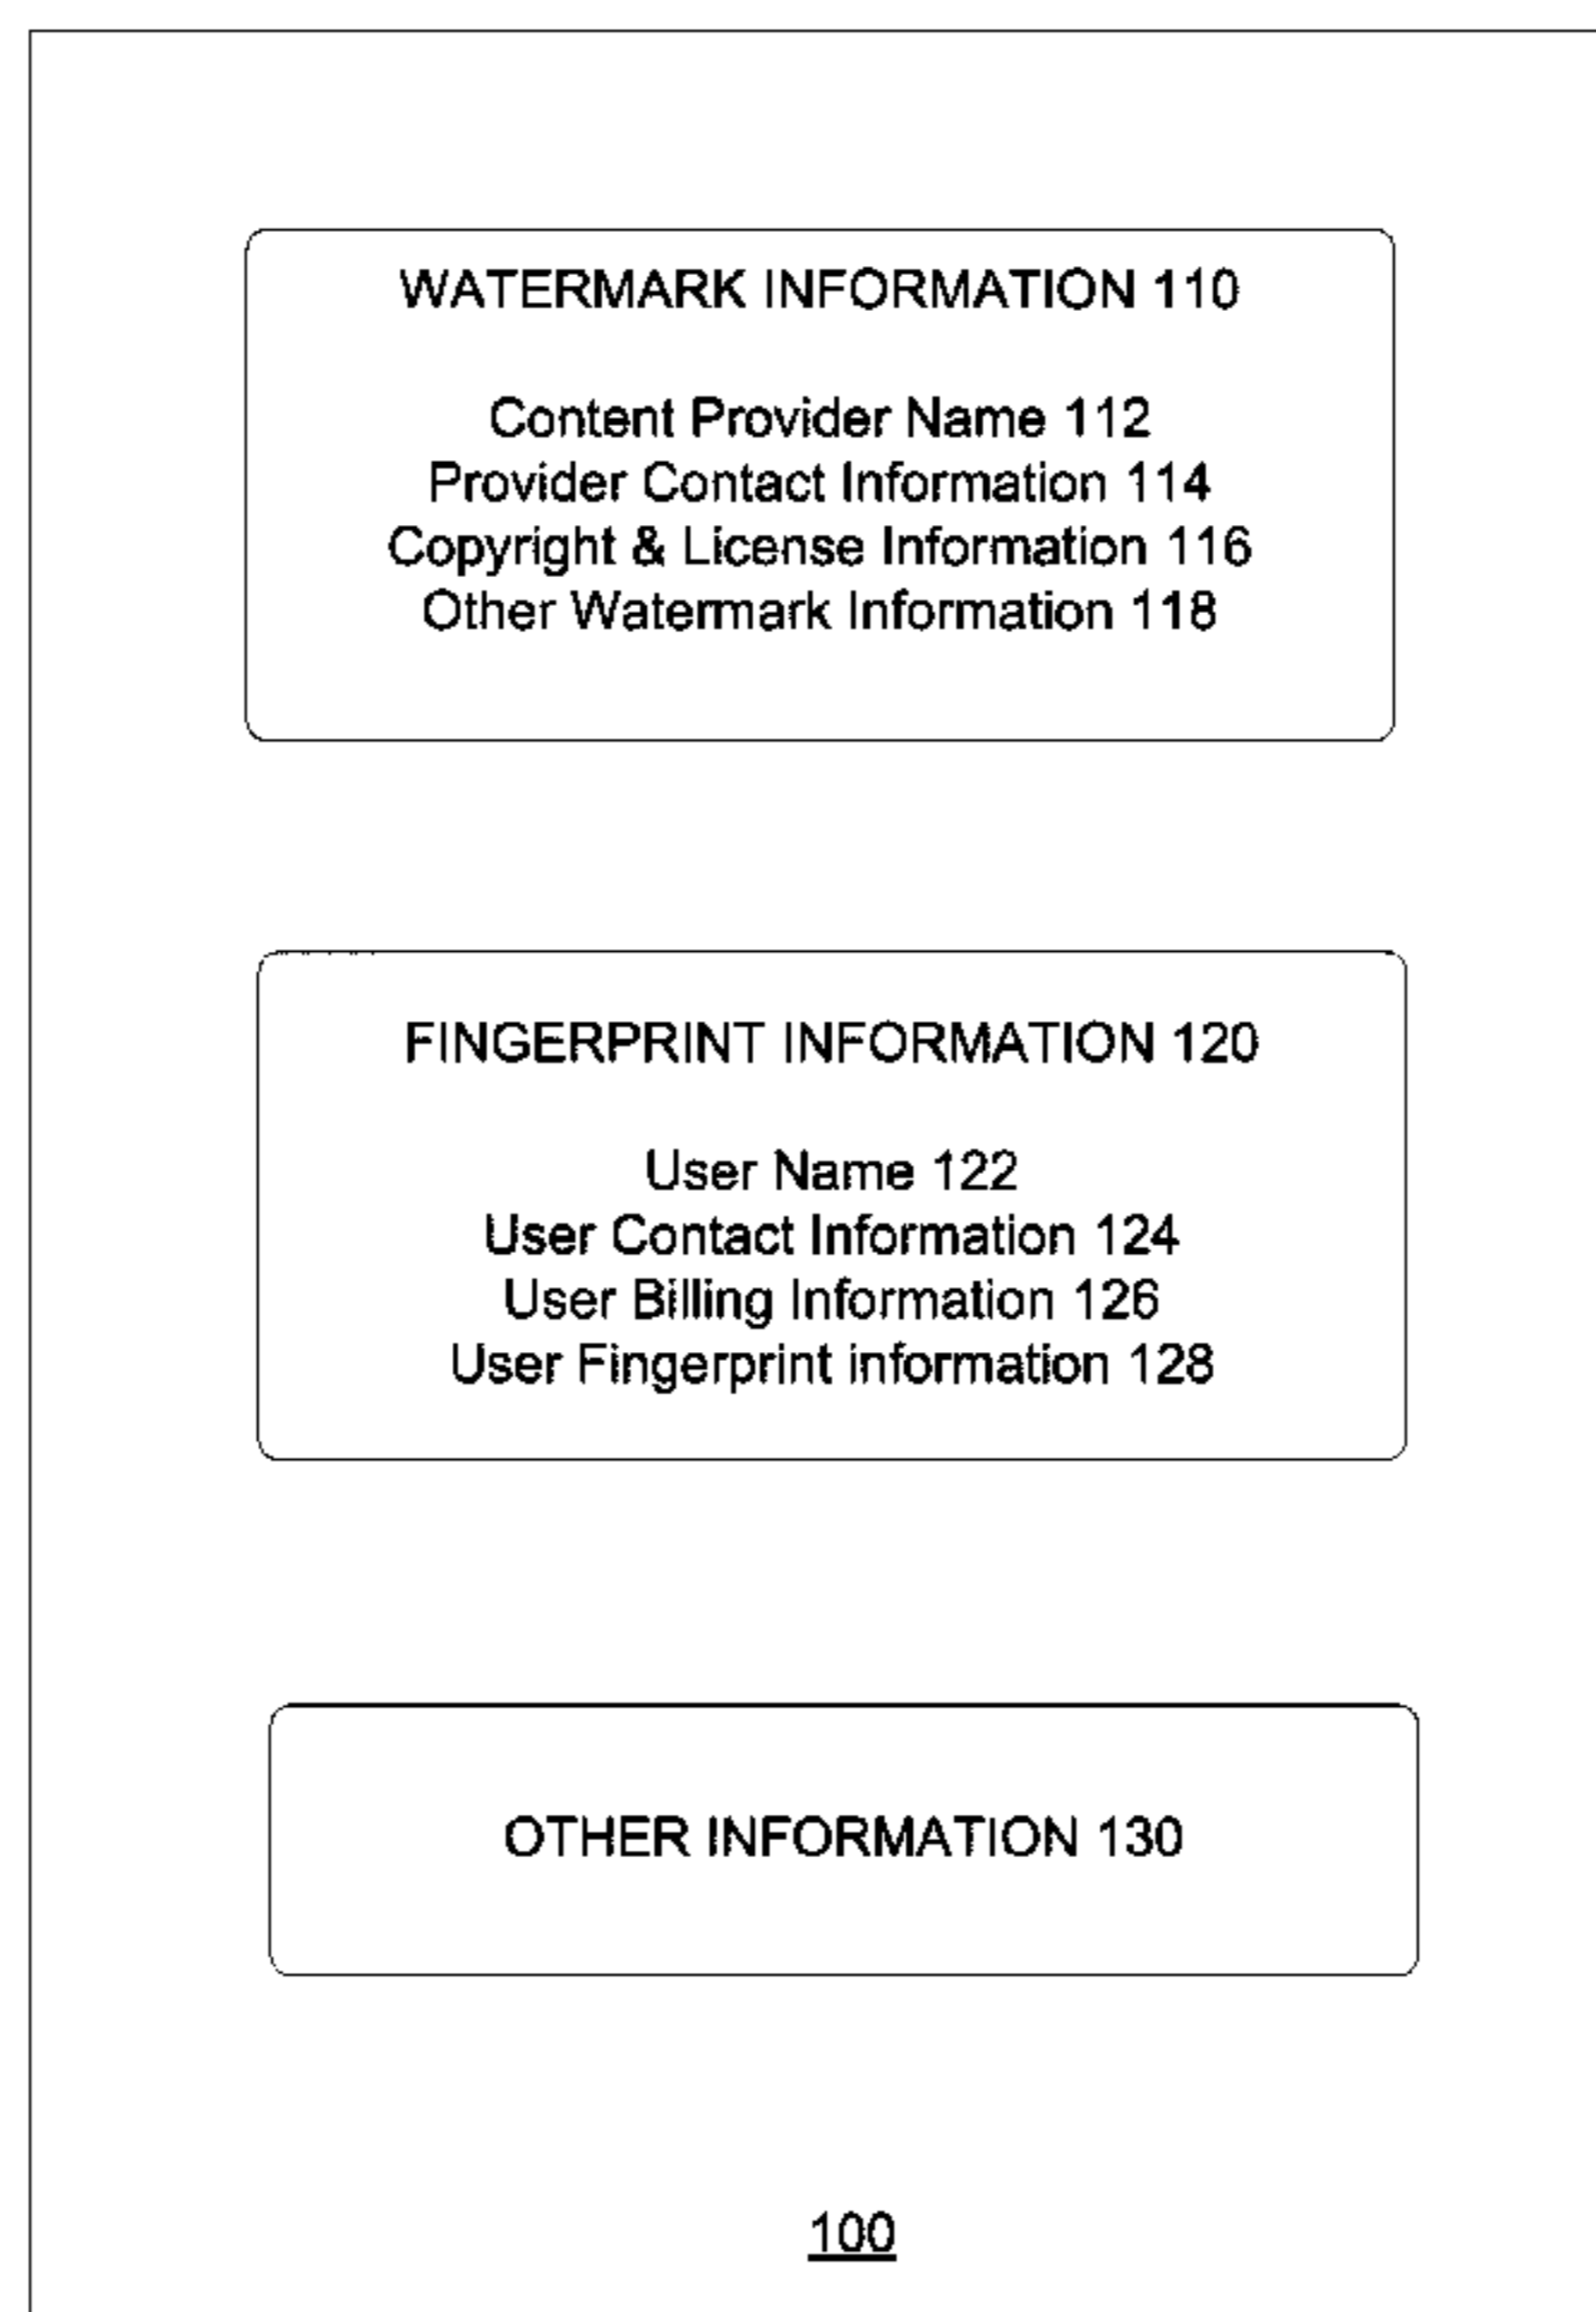 WATERMARK INFORMATION 110
Content Provider Name 112
Provider Contact Information 114
Copyright & License Information 116
Other Watermark Information 118
FINGERPRINT INFORMATION 120
User Name 122
User Contact Information 124
User Billing Information 126
User Fingerprint information 128
OTHER INFORMATION 130
100